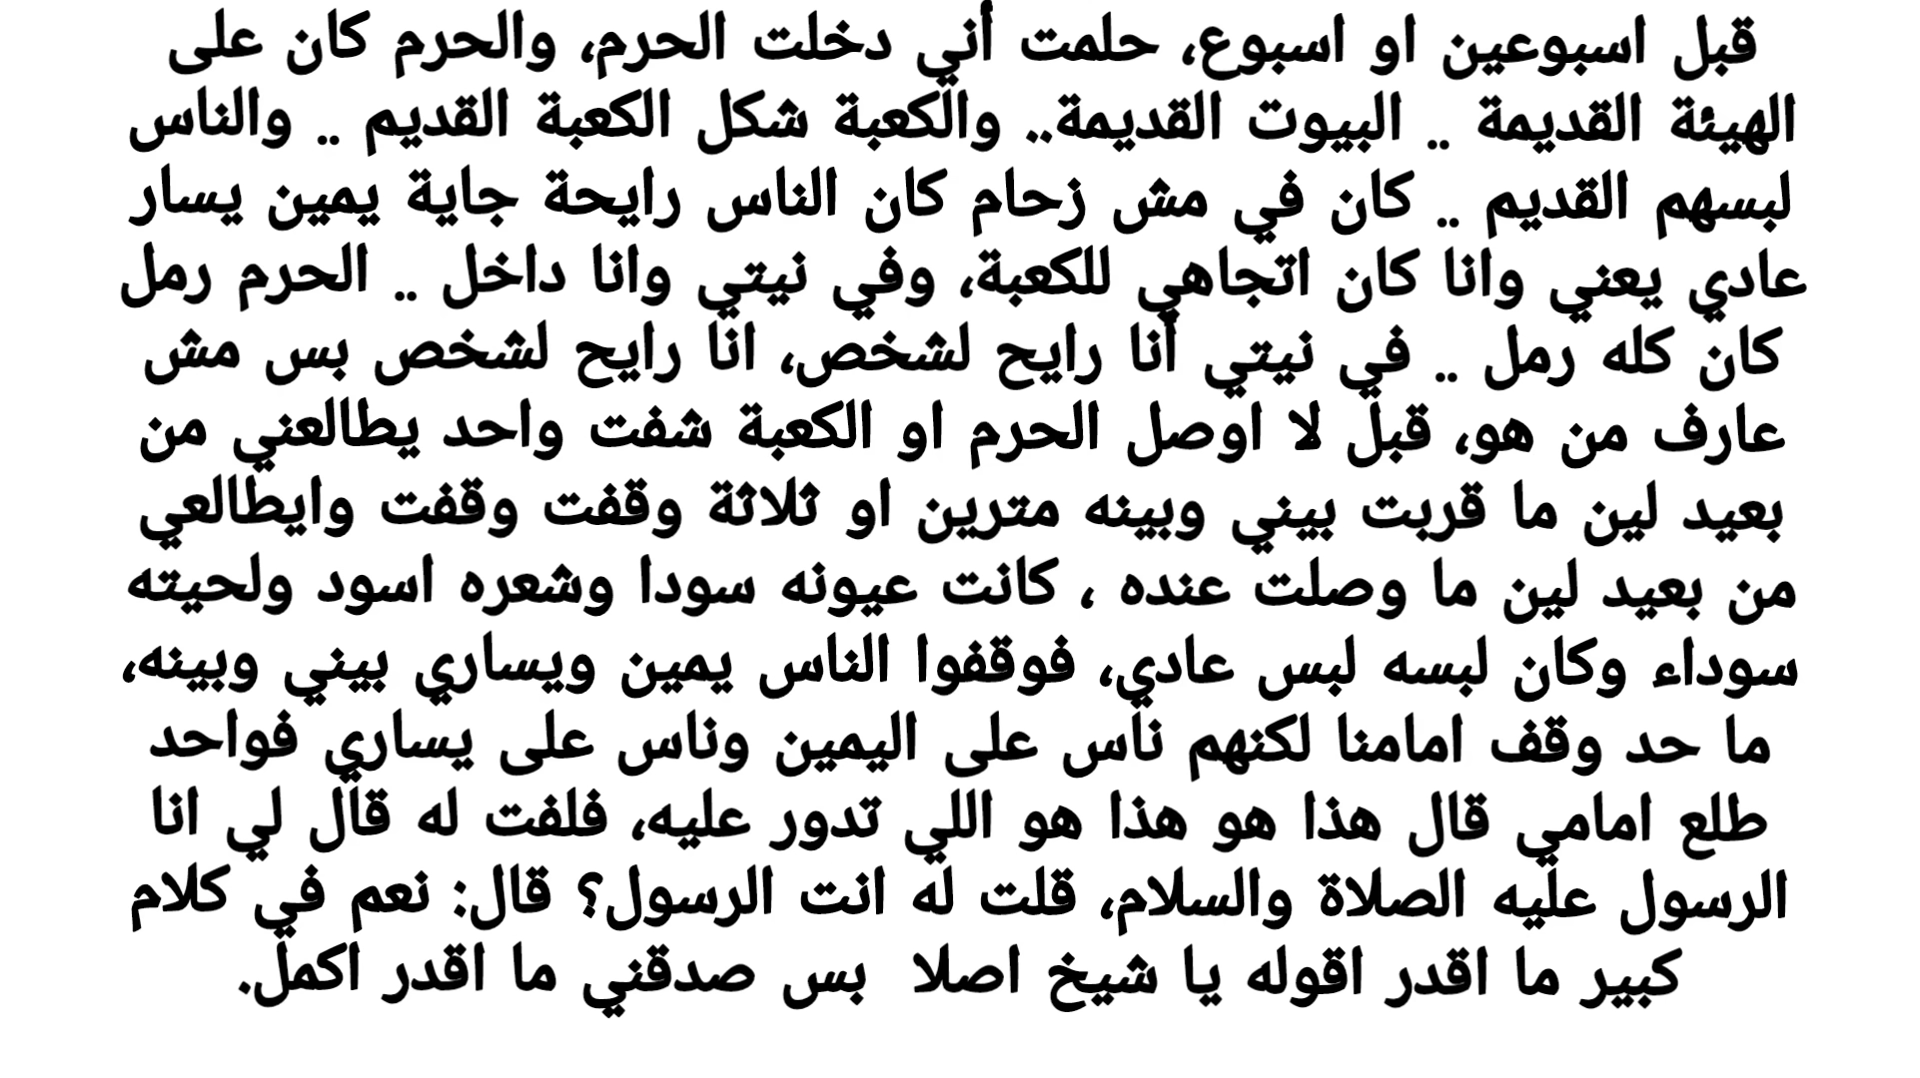 قبل اسبوعين او اسبوع، حلمت أني دخلت الحرم، والحرم كان على
الهيئة القديمة .. البيوت القديمة.. والكعبة شكل الكعبة القديم .. والناس
لبسهم القديم .. كان في مش زحام كان الناس رايحة جاية يمين يسار
عادي يعني وانا كان اتجاهي للكعبة، وفي نيتي وانا داخل .. الحرم رمل
كان كله رمل .. في نيتي أنا رايح لشخص، انا رايح لشخص بس مش
عارف من هو، قبل لا اوصل الحرم او الكعبة شفت واحد يطالعني من
بعيد لين ما قربت بيني وبينه مترين او ثلاثة وقفت وقفت وايطالعي
من بعيد لين ما وصلت عنده ، كانت عيونه سودا وشعره اسود ولحيته
سوداء وكان لبسه لبس عادي، فوقفوا الناس يمين ويساري بيني وبينه،
ما حد وقف امامنا لكنهم ناس على اليمين وناس على يساري فواحد
طلع امامي قال هذا هو هذا هو اللي تدور عليه، فلفت له قال لي انا
الرسول عليه الصلاة والسلام، قلت له انت الرسول؟ قال: نعم في كلام
كبير ما اقدر اقوله يا شيخ اصلا بس صدقني ما اقدر اكمل.